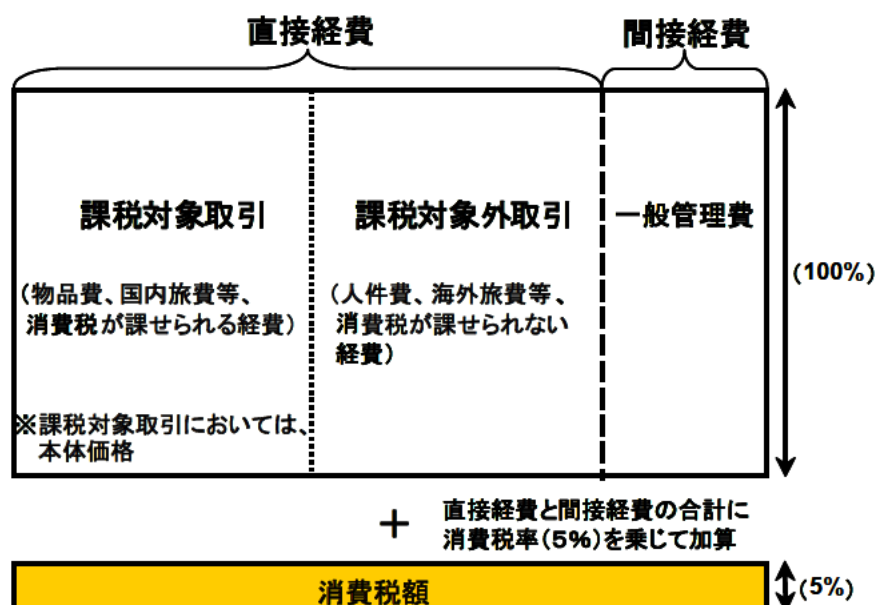 直接経費
間接経費
課税対象取引
(物品費、国内旅費等、
消費税が課せられる経費)
※課税対象取引においては、
本体価格
課税対象外取引
(人件費、海外旅費等、
消費税が課せられない
経費)
一般管理費
(100%)
+
直接経費と間接経費の合計に
消費税率(5%)を乗じて加算
消費税額
(5%)